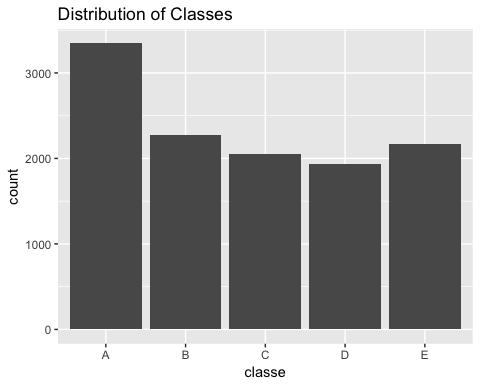 Distribution of Classes
count
3000
2000
1000
0
A B C D E
classe